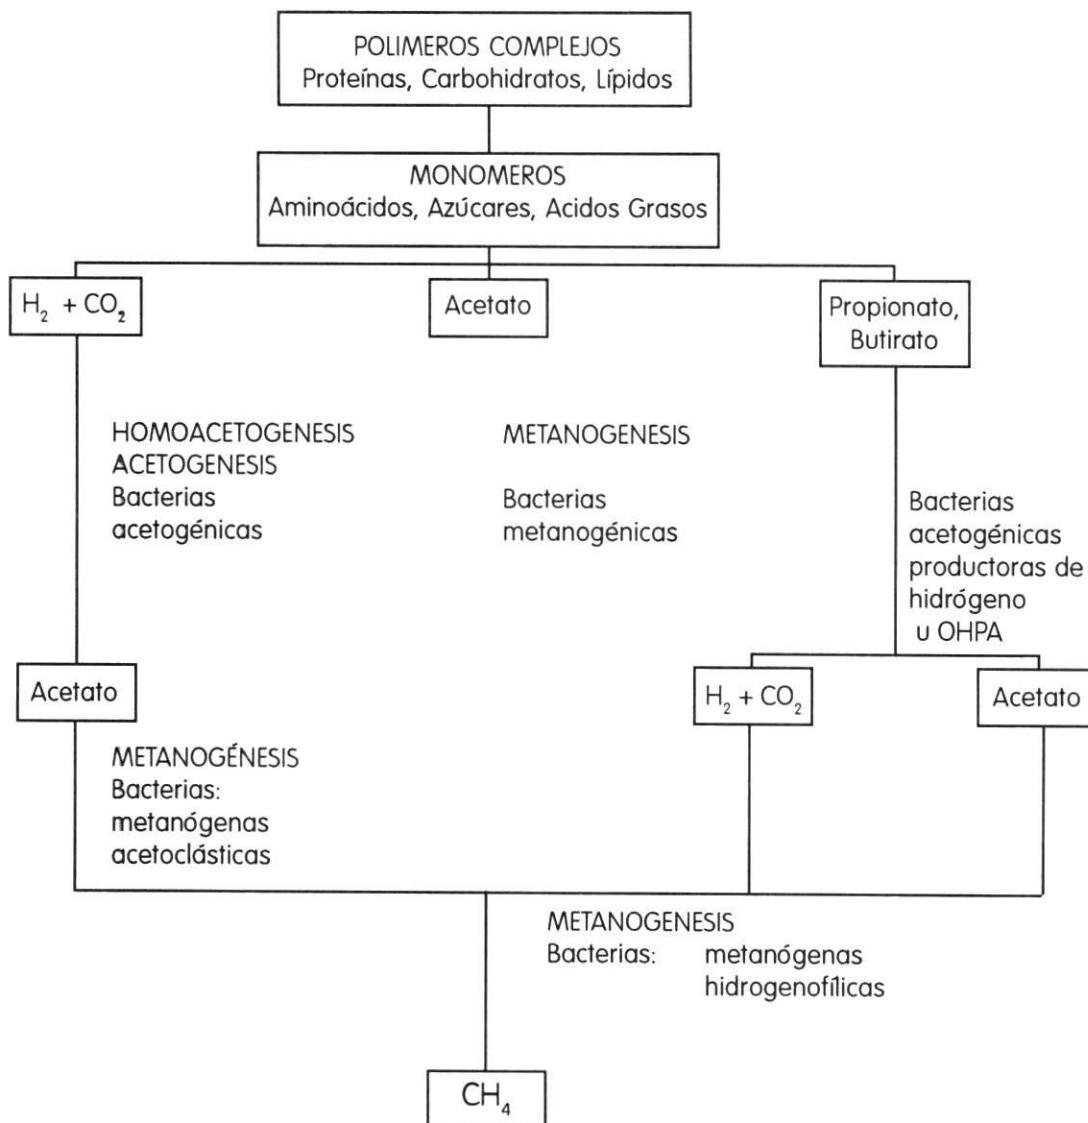 POLIMEROS COMPLEJOS
Proteínas, Carbohidratos, Lípidos
MONOMEROS
Aminoácidos, Azúcares, Acidos Grasos
H₂ + CO₂
Acetato
Propionato,
Butirato
HOMOACETOGENESIS
ACETOGENESIS
Bacterias
acetogénicas
METANOGENESIS
Bacterias
metanogénicas
Bacterias
acetogénicas
productoras de
hidrógeno
u OHPA
Acetato
H₂ + CO₂
Acetato
METANOGÉNESIS
Bacterias:
metanógenas
acetoclásticas
METANOGENESIS
Bacterias: metanógenas
hidrogenofílicas
CH₄